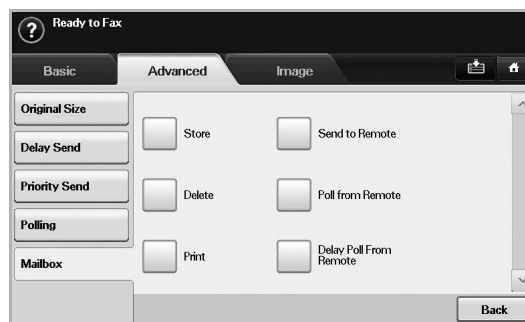 Ready to Fax
Basic
Advanced
Image
Original Size
Delay Send
Priority Send
Polling
Mailbox
Store
Send to Remote
Delete
Poll from Remote
Print
Delay Poll From
Remote
Back